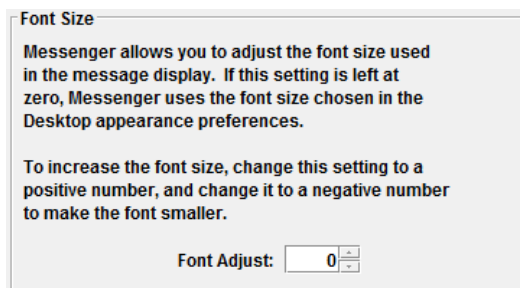 Font Size
Messenger allows you to adjust the font size used
in the message display.  If this setting is left at
zero, Messenger uses the font size chosen in the
Desktop appearance preferences.
To increase the font size, change this setting to a
positive number, and change it to a negative number
to make the font smaller.
Font Adjust: 0